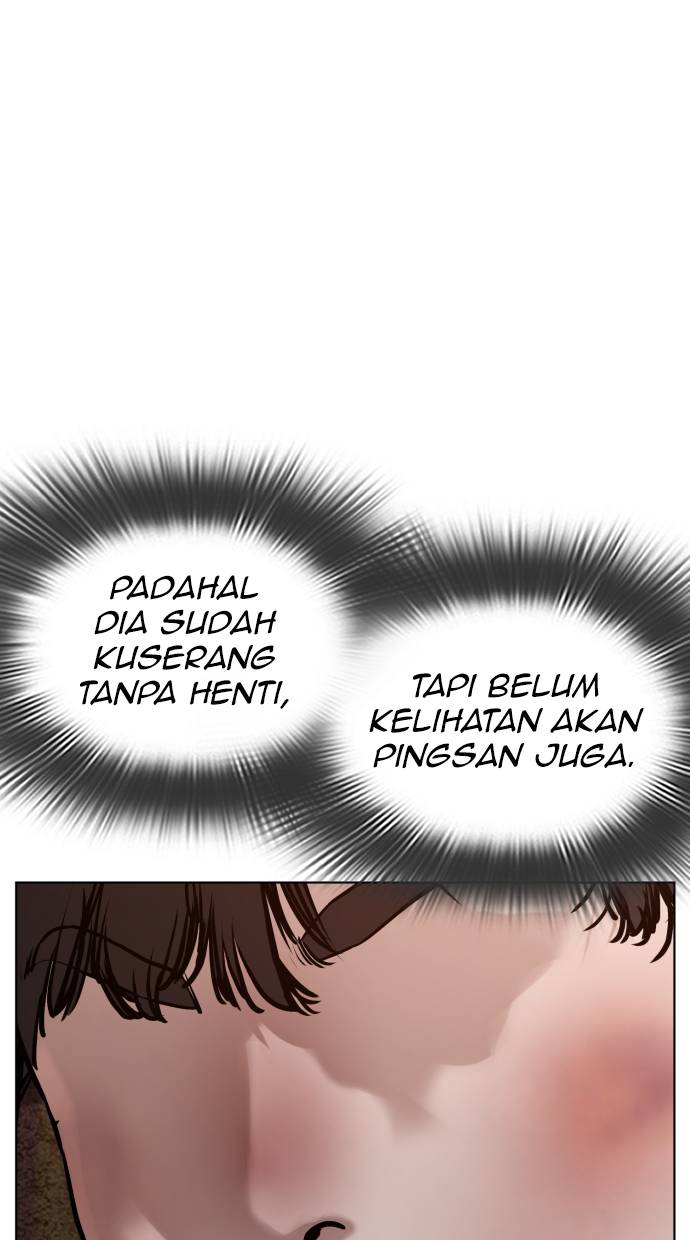 PADAHAL
DIA SUDAH
KUSERANG
TANPA HENTI,
TAPI BELUM
KELIHATAN AKAN
PINGSAN JUGA.